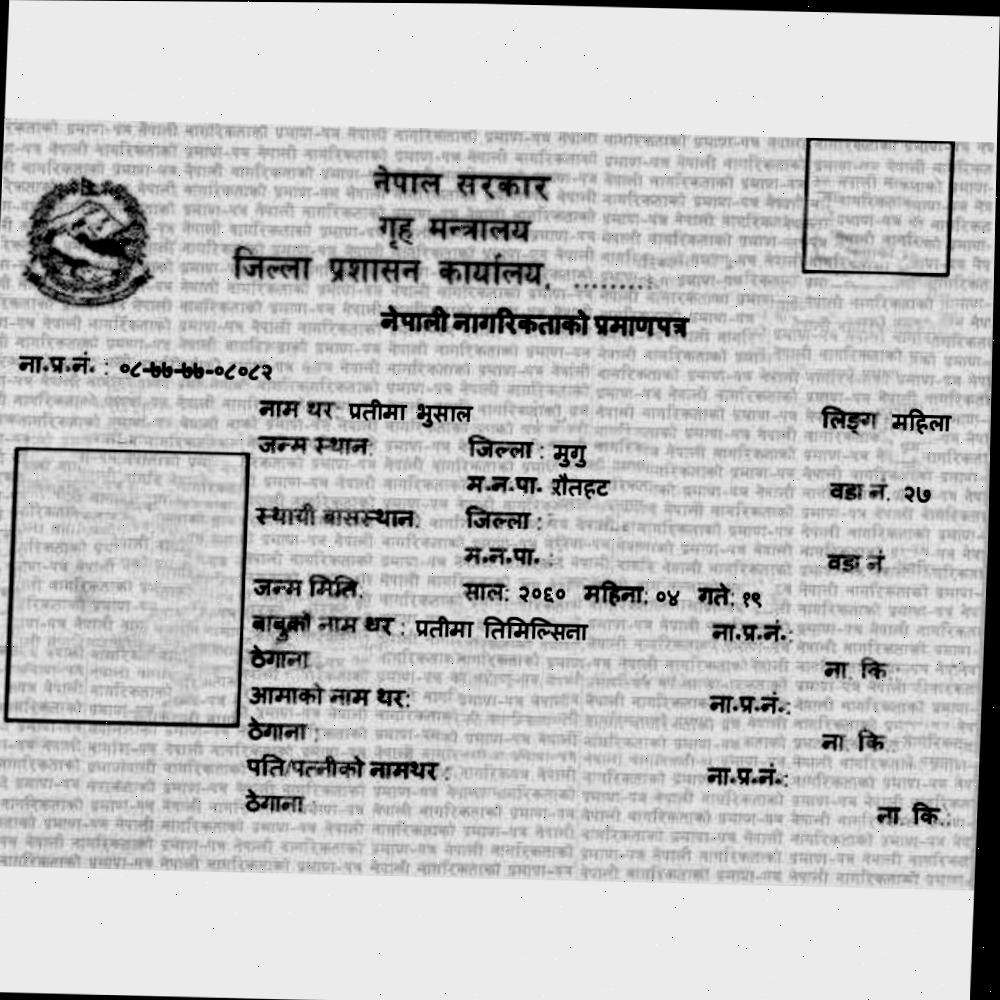 नेपाल सरकार
गृह मन्त्रालय
जिल्ला प्रशासन कार्यालय, .........
नेपाली नागरिकताको प्रमाणपत्र
ना.प्र.नं. : ०८-७७-७७-०८०८२
नाम थर: प्रतीमा भुसाल लिङ्ग महिला
जन्म स्थान: जिल्ला : मुगु
म.न.पा. रौतहट वडा नं. २७
स्थायी बासस्थान: जिल्ला :
म.न.पा. : वडा नं
जन्म मिति: साल: २०६० महिना: ०४ गते: १९
बाबुको नाम थर : प्रतीमा तिमिल्सिना ना.प्र.नं.:
ठेगाना ना. कि.:
आमाको नाम थर: ना.प्र.नं.:
ठेगाना : ना. कि.
पति/पत्नीको नामथर : ना.प्र.नं.:
ठेगाना : ना. कि.: